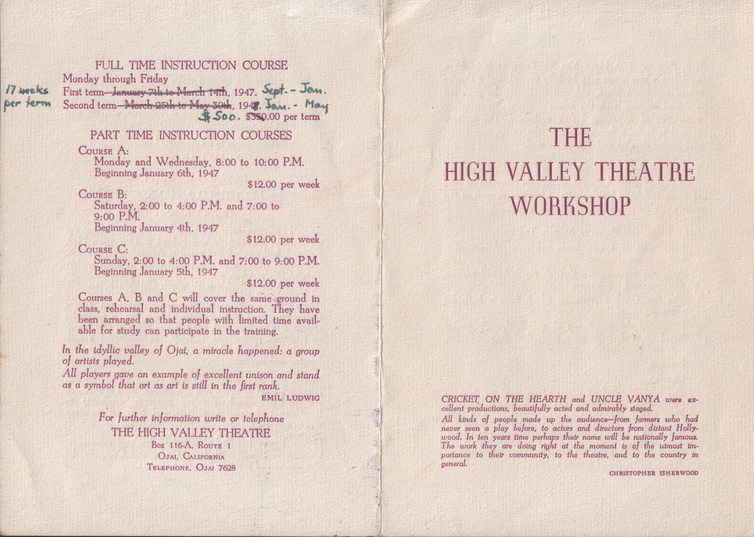 FULL TIME INSTRUCTION COURSE
Monday through Friday
17 weeks per term
First term—January 7th to March 14th, 1947. Sept. - Jan.
Second term—March 25th to May 30th, 1948. Jan. - May
$500. $350.00 per term
PART TIME INSTRUCTION COURSES
COURSE A:
Monday and Wednesday, 8:00 to 10:00 P.M.
Beginning January 6th, 1947
$12.00 per week
COURSE B:
Saturday, 2:00 to 4:00 P.M. and 7:00 to
9:00 P.M.
Beginning January 4th, 1947
$12.00 per week
COURSE C:
Sunday, 2:00 to 4:00 P.M. and 7:00 to 9:00 P.M.
Beginning January 5th, 1947
$12.00 per week
Courses A, B and C will cover the same ground in
class, rehearsal and individual instruction. They have
been arranged so that people with limited time avail-
able for study can participate in the training.
In the idyllic valley of Ojai, a miracle happened: a group
of artists played.
All players gave an example of excellent unison and stand
as a symbol that art as art is still in the first rank.
EMIL LUDWIG
For further information write or telephone
THE HIGH VALLEY THEATRE
BOX 116-A, ROUTE 1
OJAI, CALIFORNIA
TELEPHONE, OJAI 7628
THE
HIGH VALLEY THEATRE
WORKSHOP
CRICKET ON THE HEARTH and UNCLE VANYA were ex-
cellent productions, beautifully acted and admirably staged.
All kinds of people made up the audience—from farmers who had
never seen a play before, to actors and directors from distant Holly-
wood. In ten years time perhaps their name will be nationally famous.
The work they are doing right at the moment is of the utmost im-
portance to their community, to the theatre, and to the country in
general.
CHRISTOPHER ISHERWOOD